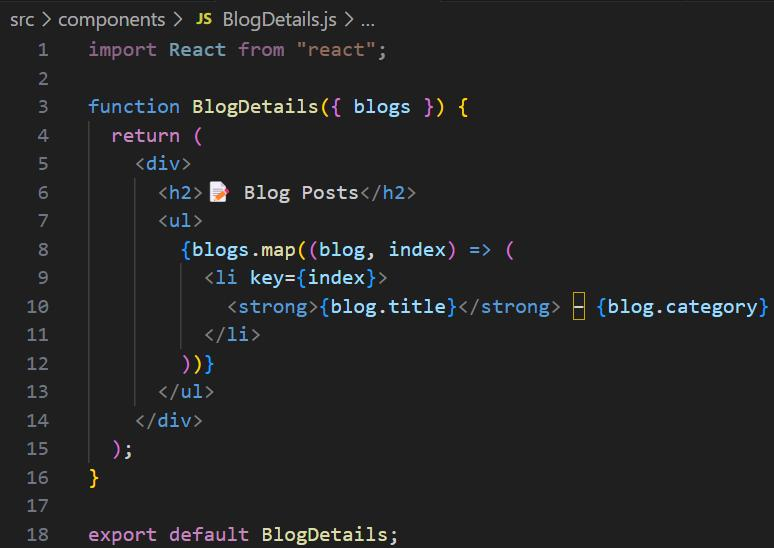 src > components > JS BlogDetails.js > ...
1 import React from "react";
2
3 function BlogDetails({ blogs }) {
4   return (
5     <div>
6       <h2>📝 Blog Posts</h2>
7       <ul>
8         {blogs.map((blog, index) => (
9           <li key={index}>
10             <strong>{blog.title}</strong> – {blog.category}
11           </li>
12         ))}
13       </ul>
14     </div>
15   );
16 }
17
18 export default BlogDetails;